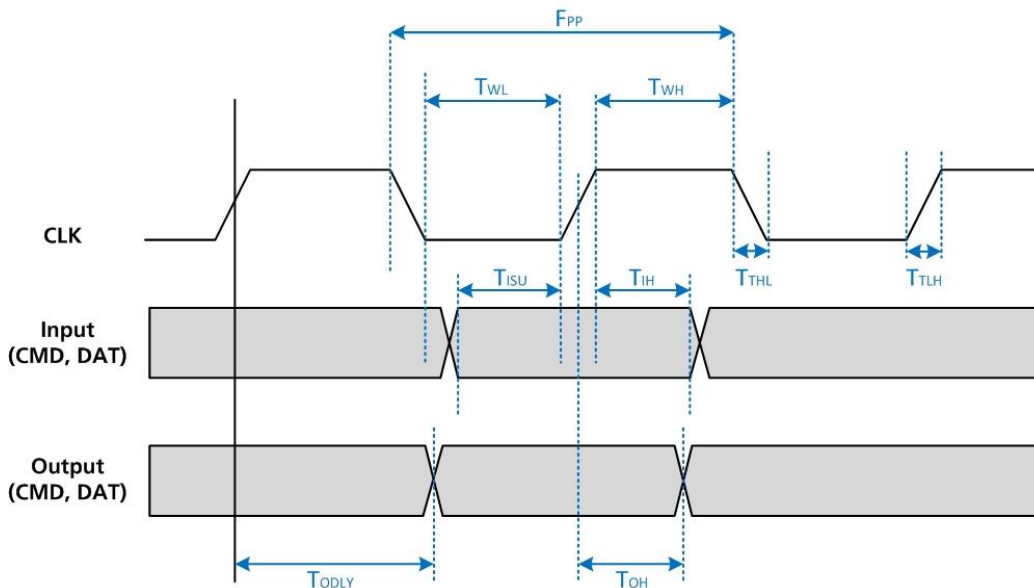 FPP
TWL
TWH
CLK
TISU
TIH
TTHL
TTLH
Input
(CMD, DAT)
Output
(CMD, DAT)
TODLY
TOH